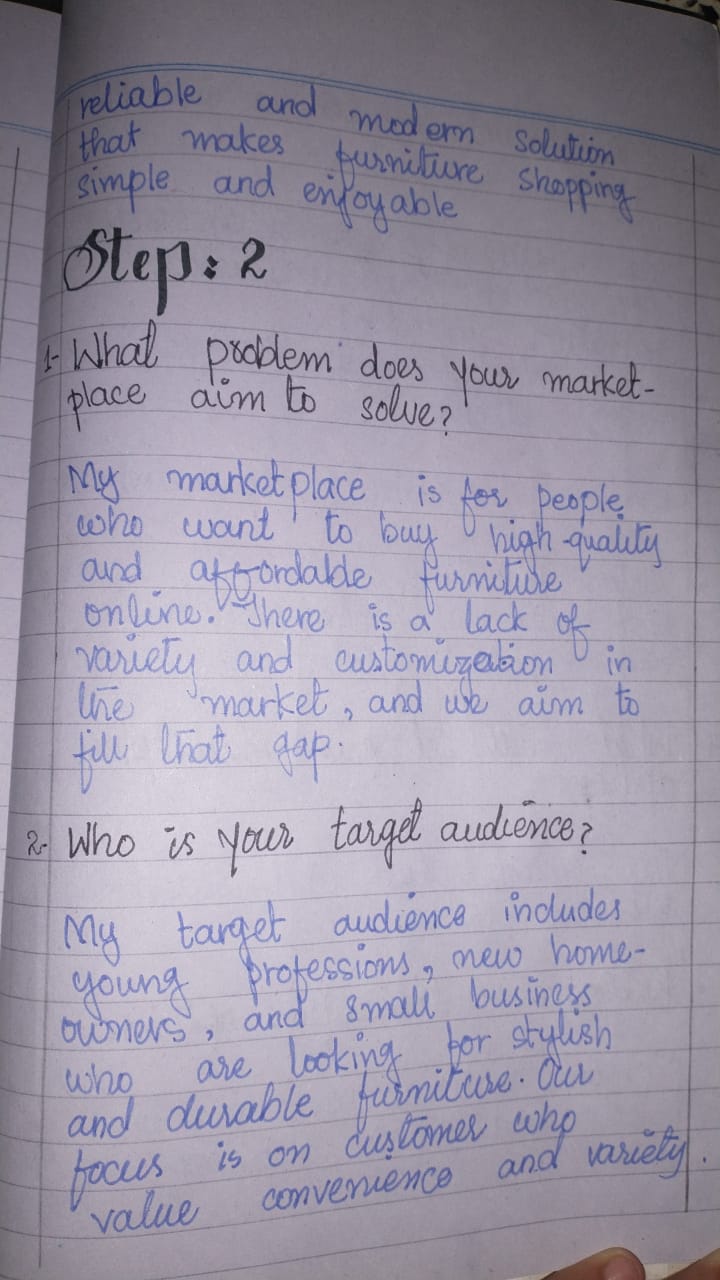 reliable and modern solution
that makes furniture shopping
simple and enjoyable
Step: 2
1- What problem does your market-
place aim to solve?
My marketplace is for people
who want to buy high-quality
and affordable furniture
online. There is a lack of
variety and customization in
the market, and we aim to
fill that gap.
2- Who is your target audience?
My target audience includes
young professions, new home-
owners, and small business
who are looking for stylish
and durable furniture. Our
focus is on customer who
value convenience and variety.